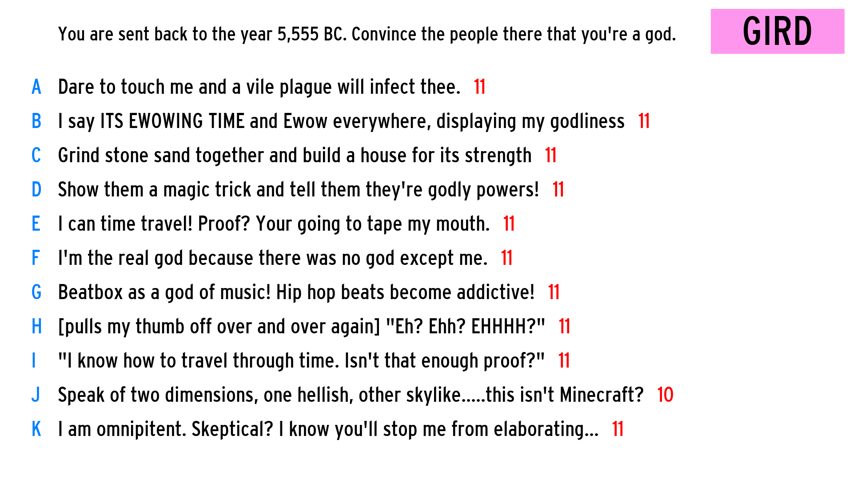 You are sent back to the year 5,555 BC. Convince the people there that you're a god.
GIRD
A Dare to touch me and a vile plague will infect thee. 11
B I say ITS EWOWING TIME and Ewow everywhere, displaying my godliness 11
C Grind stone sand together and build a house for its strength 11
D Show them a magic trick and tell them they're godly powers! 11
E I can time travel! Proof? Your going to tape my mouth. 11
F I'm the real god because there was no god except me. 11
G Beatbox as a god of music! Hip hop beats become addictive! 11
H [pulls my thumb off over and over again] "Eh? Ehh? EHHHH?" 11
I "I know how to travel through time. Isn't that enough proof?" 11
J Speak of two dimensions, one hellish, other skylike.....this isn't Minecraft? 10
K I am omnipitent. Skeptical? I know you'll stop me from elaborating... 11